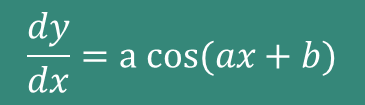 dy/dx = a cos(ax + b)